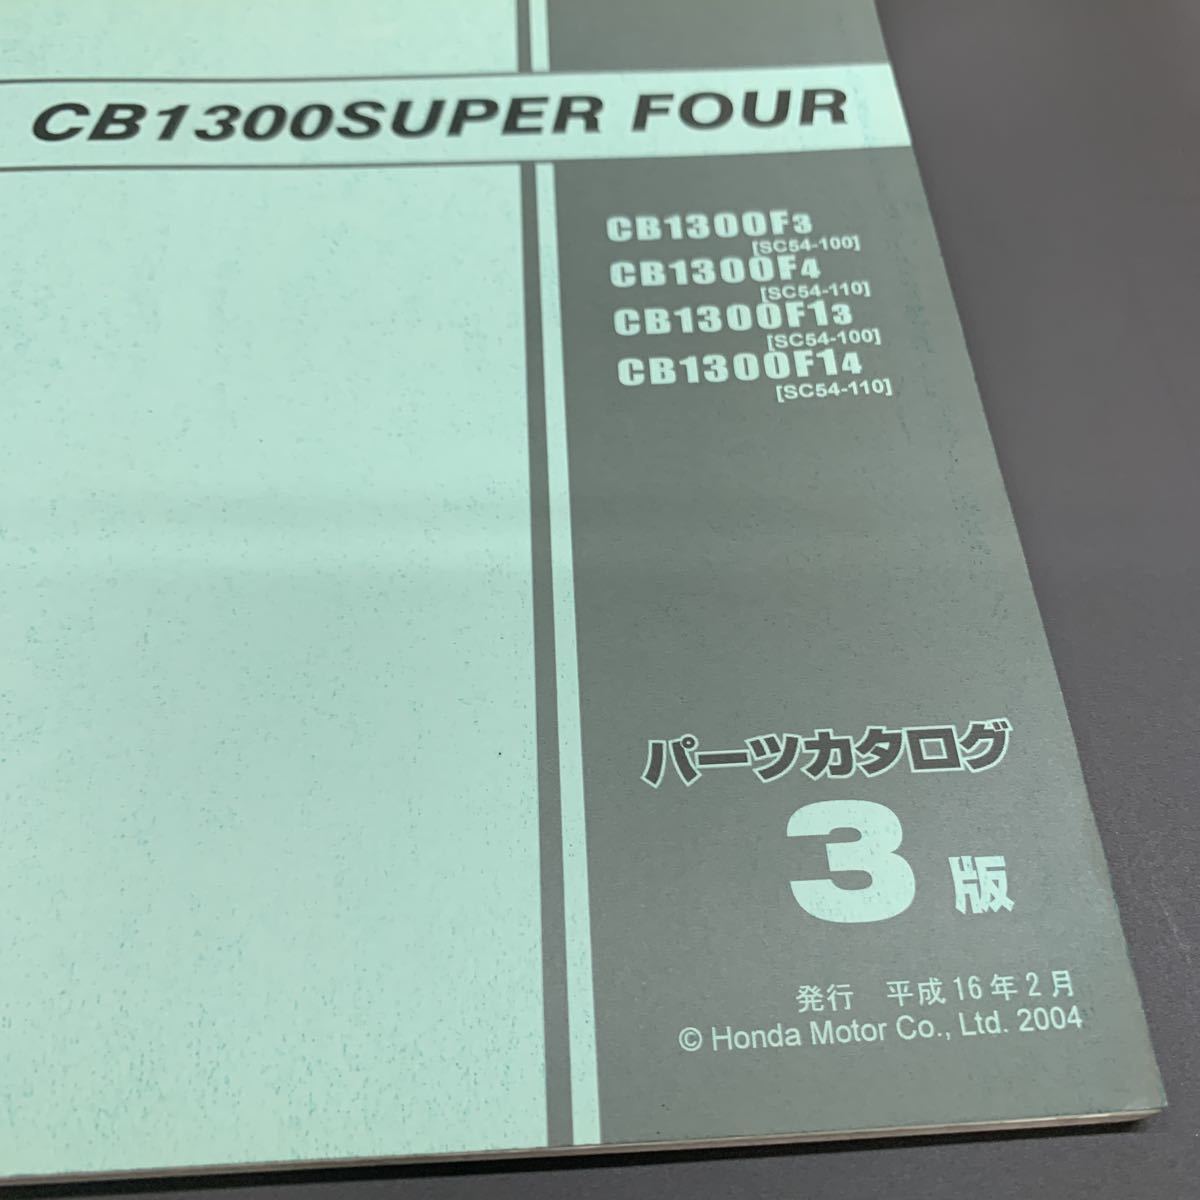 CB1300SUPER FOUR
CB1300F3
[SC54-100]
CB1300F4
[SC54-110]
CB1300F13
[SC54-100]
CB1300F14
[SC54-110]
パーツカタログ
3 版
発行 平成16年2月
© Honda Motor Co., Ltd. 2004